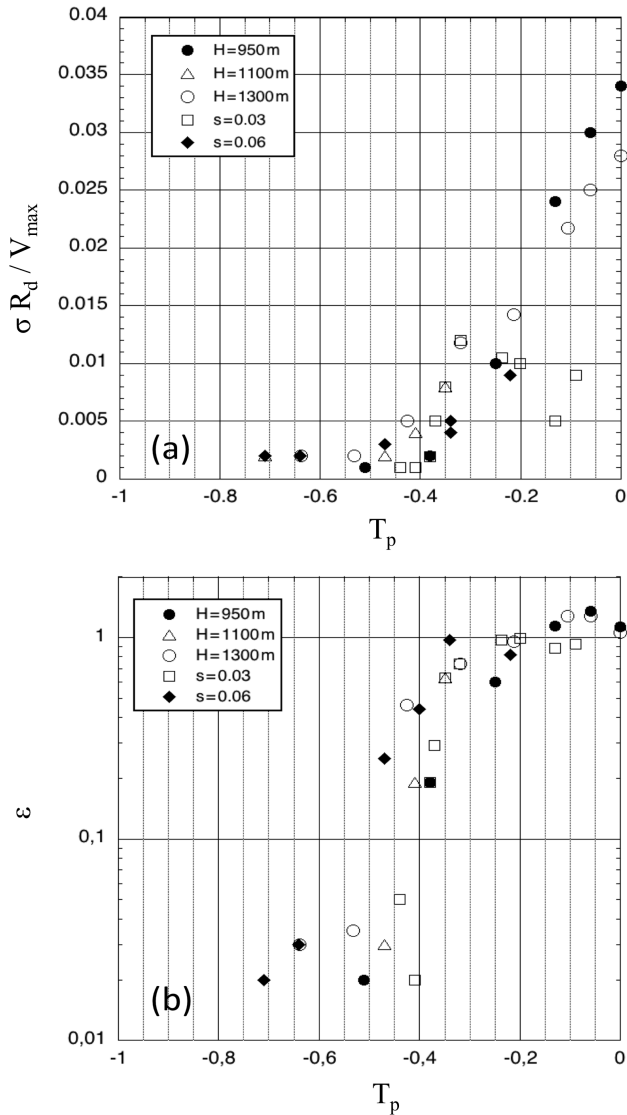 0.04
H=950m
H=1100m
H=1300m
s=0.03
s=0.06
0.035
0.03
0.025
0.02
0.015
0.01
0.005
0
σ R_d / V_max
(a)
-1 -0.8 -0.6 -0.4 -0.2 0
T_p
H=950m
H=1100m
H=1300m
s=0.03
s=0.06
1
0,1
0,01
ε
(b)
-1 -0,8 -0,6 -0,4 -0,2 0
T_p